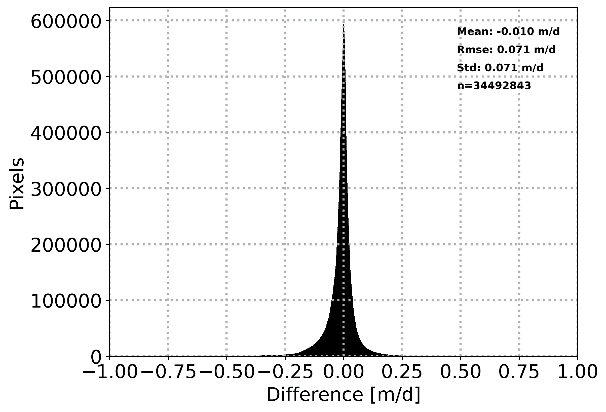 600000
500000
400000
300000
200000
100000
0
Pixels
Mean: -0.010 m/d
Rmse: 0.071 m/d
Std: 0.071 m/d
n=34492843
−1.00 −0.75 −0.50 −0.25 0.00 0.25 0.50 0.75 1.00
Difference [m/d]